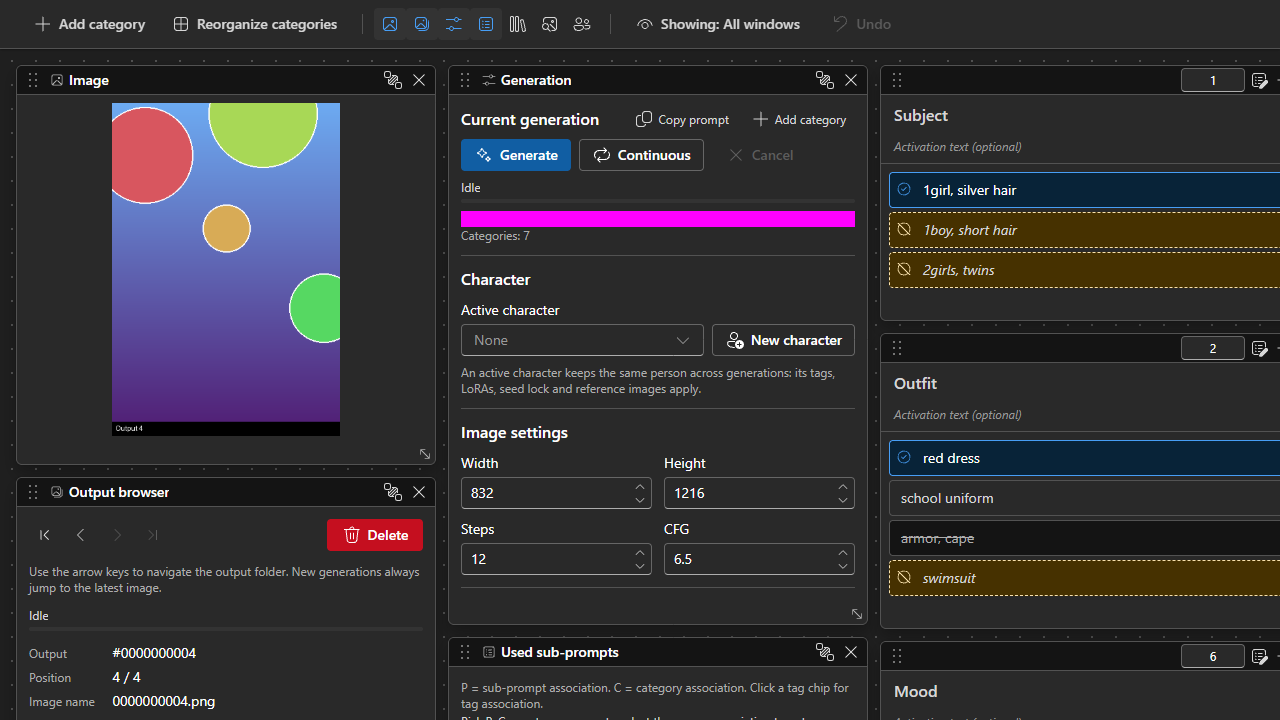 Add category
Reorganize categories
Showing: All windows
Undo
Image
Output 4
Output browser
Delete
Use the arrow keys to navigate the output folder. New generations always
jump to the latest image.
Idle
Output #0000000004
Position 4 / 4
Image name 0000000004.png
Generation
Current generation
Copy prompt
Add category
Generate
Continuous
Cancel
Idle
Categories: 7
Character
Active character
None
New character
An active character keeps the same person across generations: its tags,
LoRAs, seed lock and reference images apply.
Image settings
Width
Height
832
1216
Steps
CFG
12
6.5
Used sub-prompts
P = sub-prompt association. C = category association. Click a tag chip for
tag association.
1
Subject
Activation text (optional)
1girl, silver hair
1boy, short hair
2girls, twins
2
Outfit
Activation text (optional)
red dress
school uniform
armor, cape
swimsuit
6
Mood